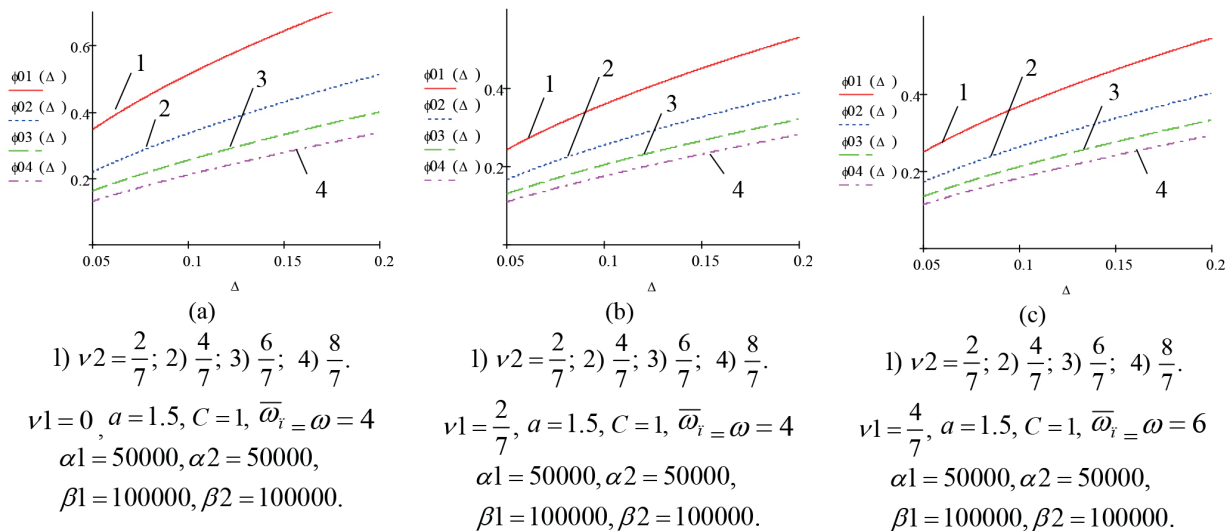 0.6
0.4
0.2
ϕ01 (Δ)
ϕ02 (Δ)
ϕ03 (Δ)
ϕ04 (Δ)
1
2
3
4
0.05 0.1 0.15 0.2
Δ
(a)
1) ν2 = 2/7; 2) 4/7; 3) 6/7; 4) 8/7.
ν1 = 0 , a = 1.5, C = 1, ω̅ï = ω = 4
α1 = 50000, α2 = 50000,
β1 = 100000, β2 = 100000.
0.4
0.2
ϕ01 (Δ)
ϕ02 (Δ)
ϕ03 (Δ)
ϕ04 (Δ)
1
2
3
4
0.05 0.1 0.15 0.2
Δ
(b)
1) ν2 = 2/7; 2) 4/7; 3) 6/7; 4) 8/7.
ν1 = 2/7, a = 1.5, C = 1, ω̅ï = ω = 4
α1 = 50000, α2 = 50000,
β1 = 100000, β2 = 100000.
0.4
0.2
ϕ01 (Δ)
ϕ02 (Δ)
ϕ03 (Δ)
ϕ04 (Δ)
1
2
3
4
0.05 0.1 0.15 0.2
Δ
(c)
1) ν2 = 2/7; 2) 4/7; 3) 6/7; 4) 8/7.
ν1 = 4/7, a = 1.5, C = 1, ω̅ï = ω = 6
α1 = 50000, α2 = 50000,
β1 = 100000, β2 = 100000.